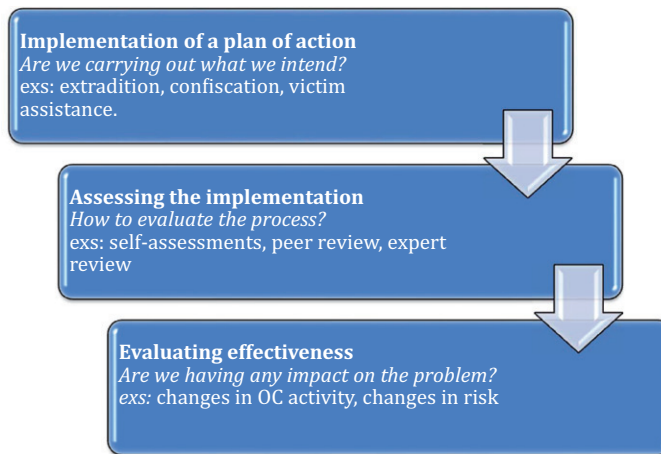 Implementation of a plan of action
Are we carrying out what we intend?
exs: extradition, confiscation, victim
assistance.
Assessing the implementation
How to evaluate the process?
exs: self-assessments, peer review, expert
review
Evaluating effectiveness
Are we having any impact on the problem?
exs: changes in OC activity, changes in risk